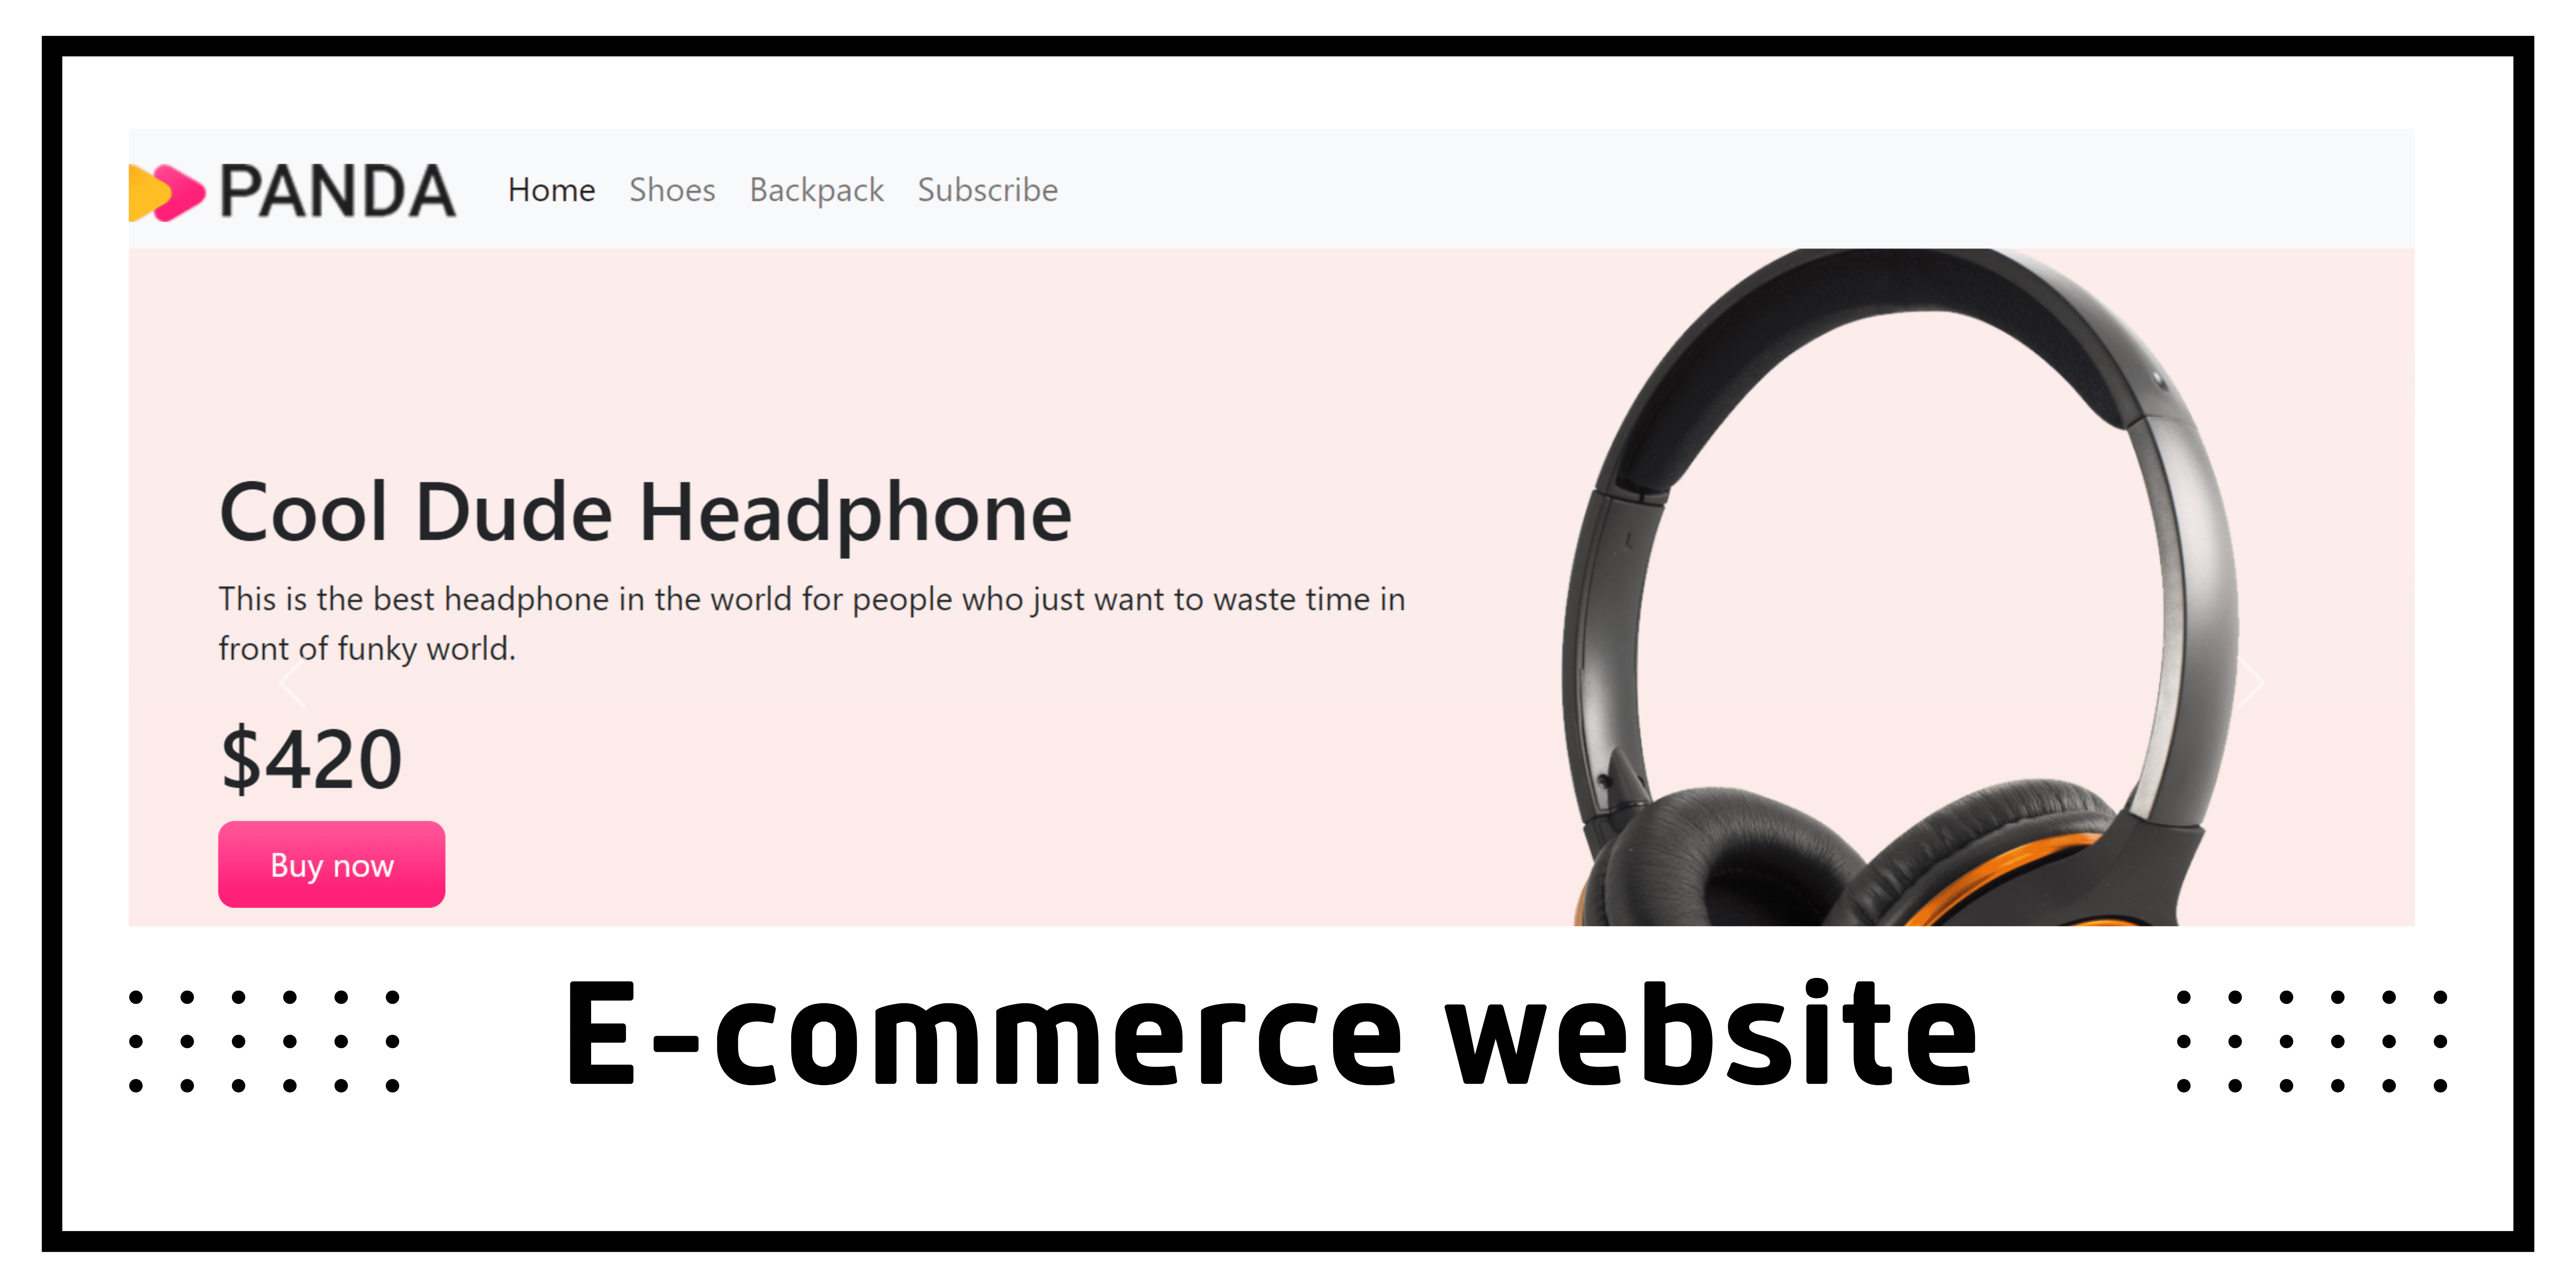 PANDA Home Shoes Backpack Subscribe
Cool Dude Headphone
This is the best headphone in the world for people who just want to waste time in
front of funky world.
$420
Buy now
L
E-commerce website